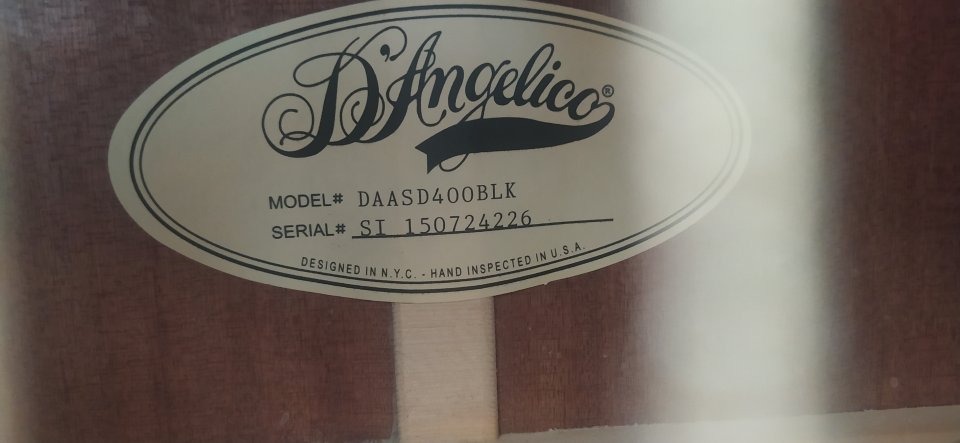 D'Angelico®
MODEL# DAASD400BLK
SERIAL# SI 150724226
DESIGNED IN N.Y.C. - HAND INSPECTED IN U.S.A.